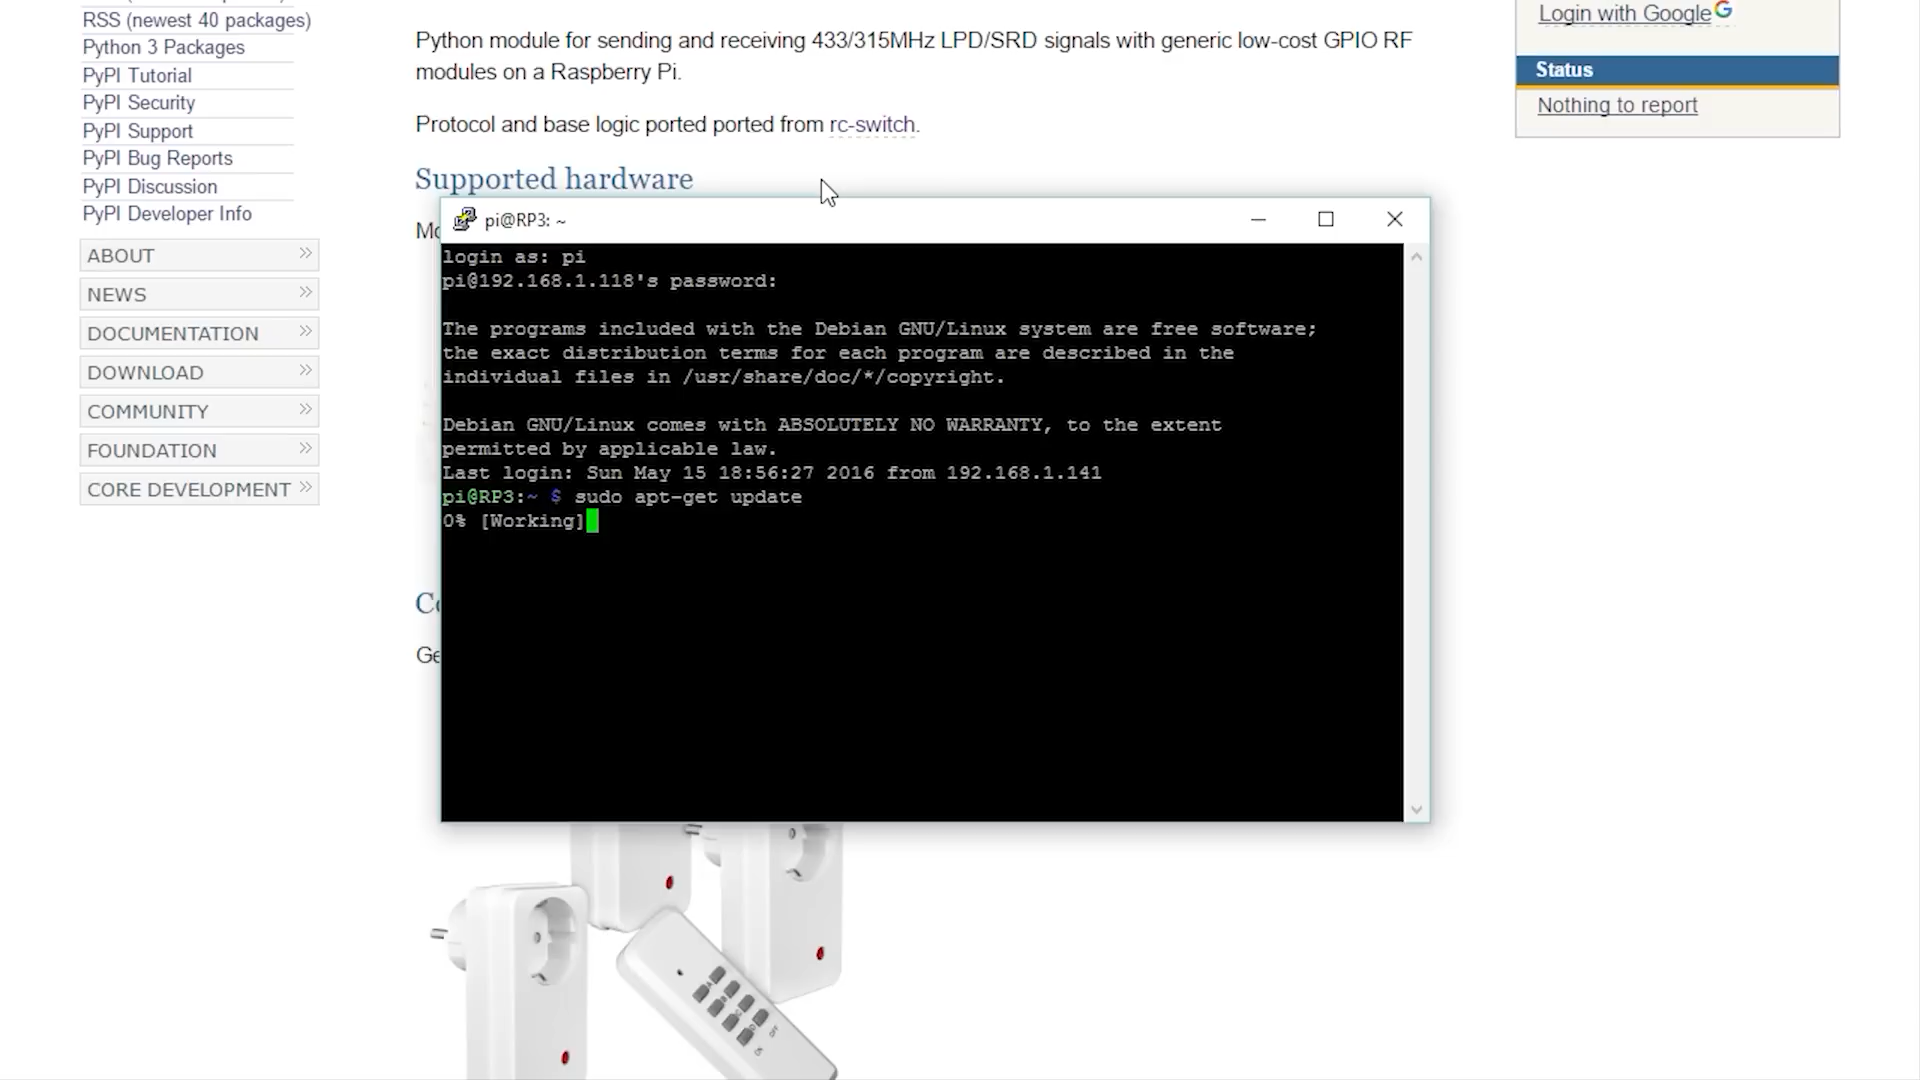 RSS (newest 40 packages)
Python 3 Packages
PyPI Tutorial
PyPI Security
PyPI Support
PyPI Bug Reports
PyPI Discussion
PyPI Developer Info
ABOUT
NEWS
DOCUMENTATION
DOWNLOAD
COMMUNITY
FOUNDATION
CORE DEVELOPMENT
Python module for sending and receiving 433/315MHz LPD/SRD signals with generic low-cost GPIO RF
modules on a Raspberry Pi.
Protocol and base logic ported ported from rc-switch.
Supported hardware
pi@RP3: ~
login as: pi
pi@192.168.1.118's password:
The programs included with the Debian GNU/Linux system are free software;
the exact distribution terms for each program are described in the
individual files in /usr/share/doc/*/copyright.
Debian GNU/Linux comes with ABSOLUTELY NO WARRANTY, to the extent
permitted by applicable law.
Last login: Sun May 15 18:56:27 2016 from 192.168.1.141
pi@RP3:~ $ sudo apt-get update
0% [Working]
Login with Google
Status
Nothing to report